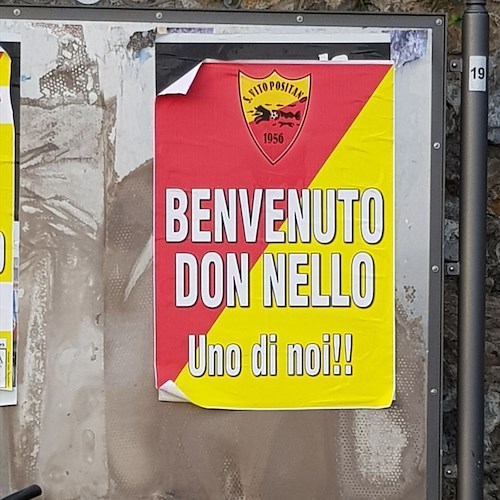 S. VITO POSITANO
1956
BENVENUTO
DON NELLO
Uno di noi!!
19